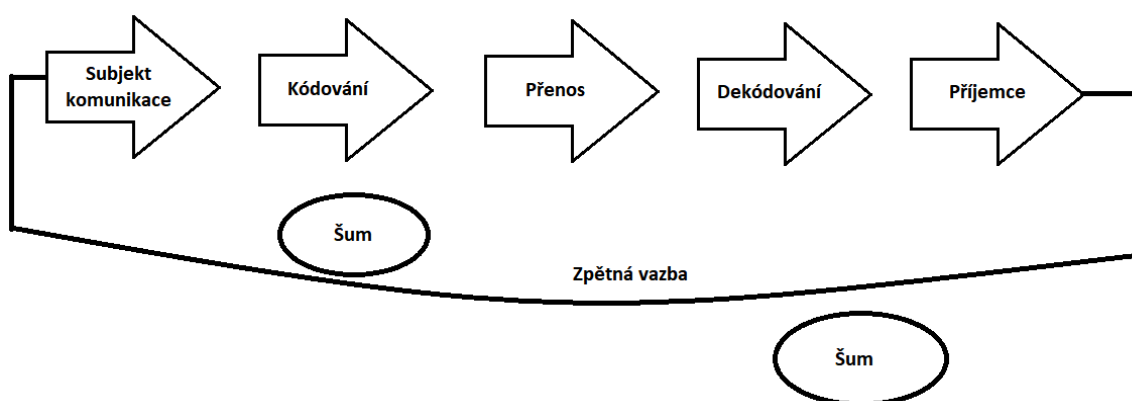 Subjekt
komunikace
Kódování
Přenos
Dekódování
Příjemce
Šum
Zpětná vazba
Šum